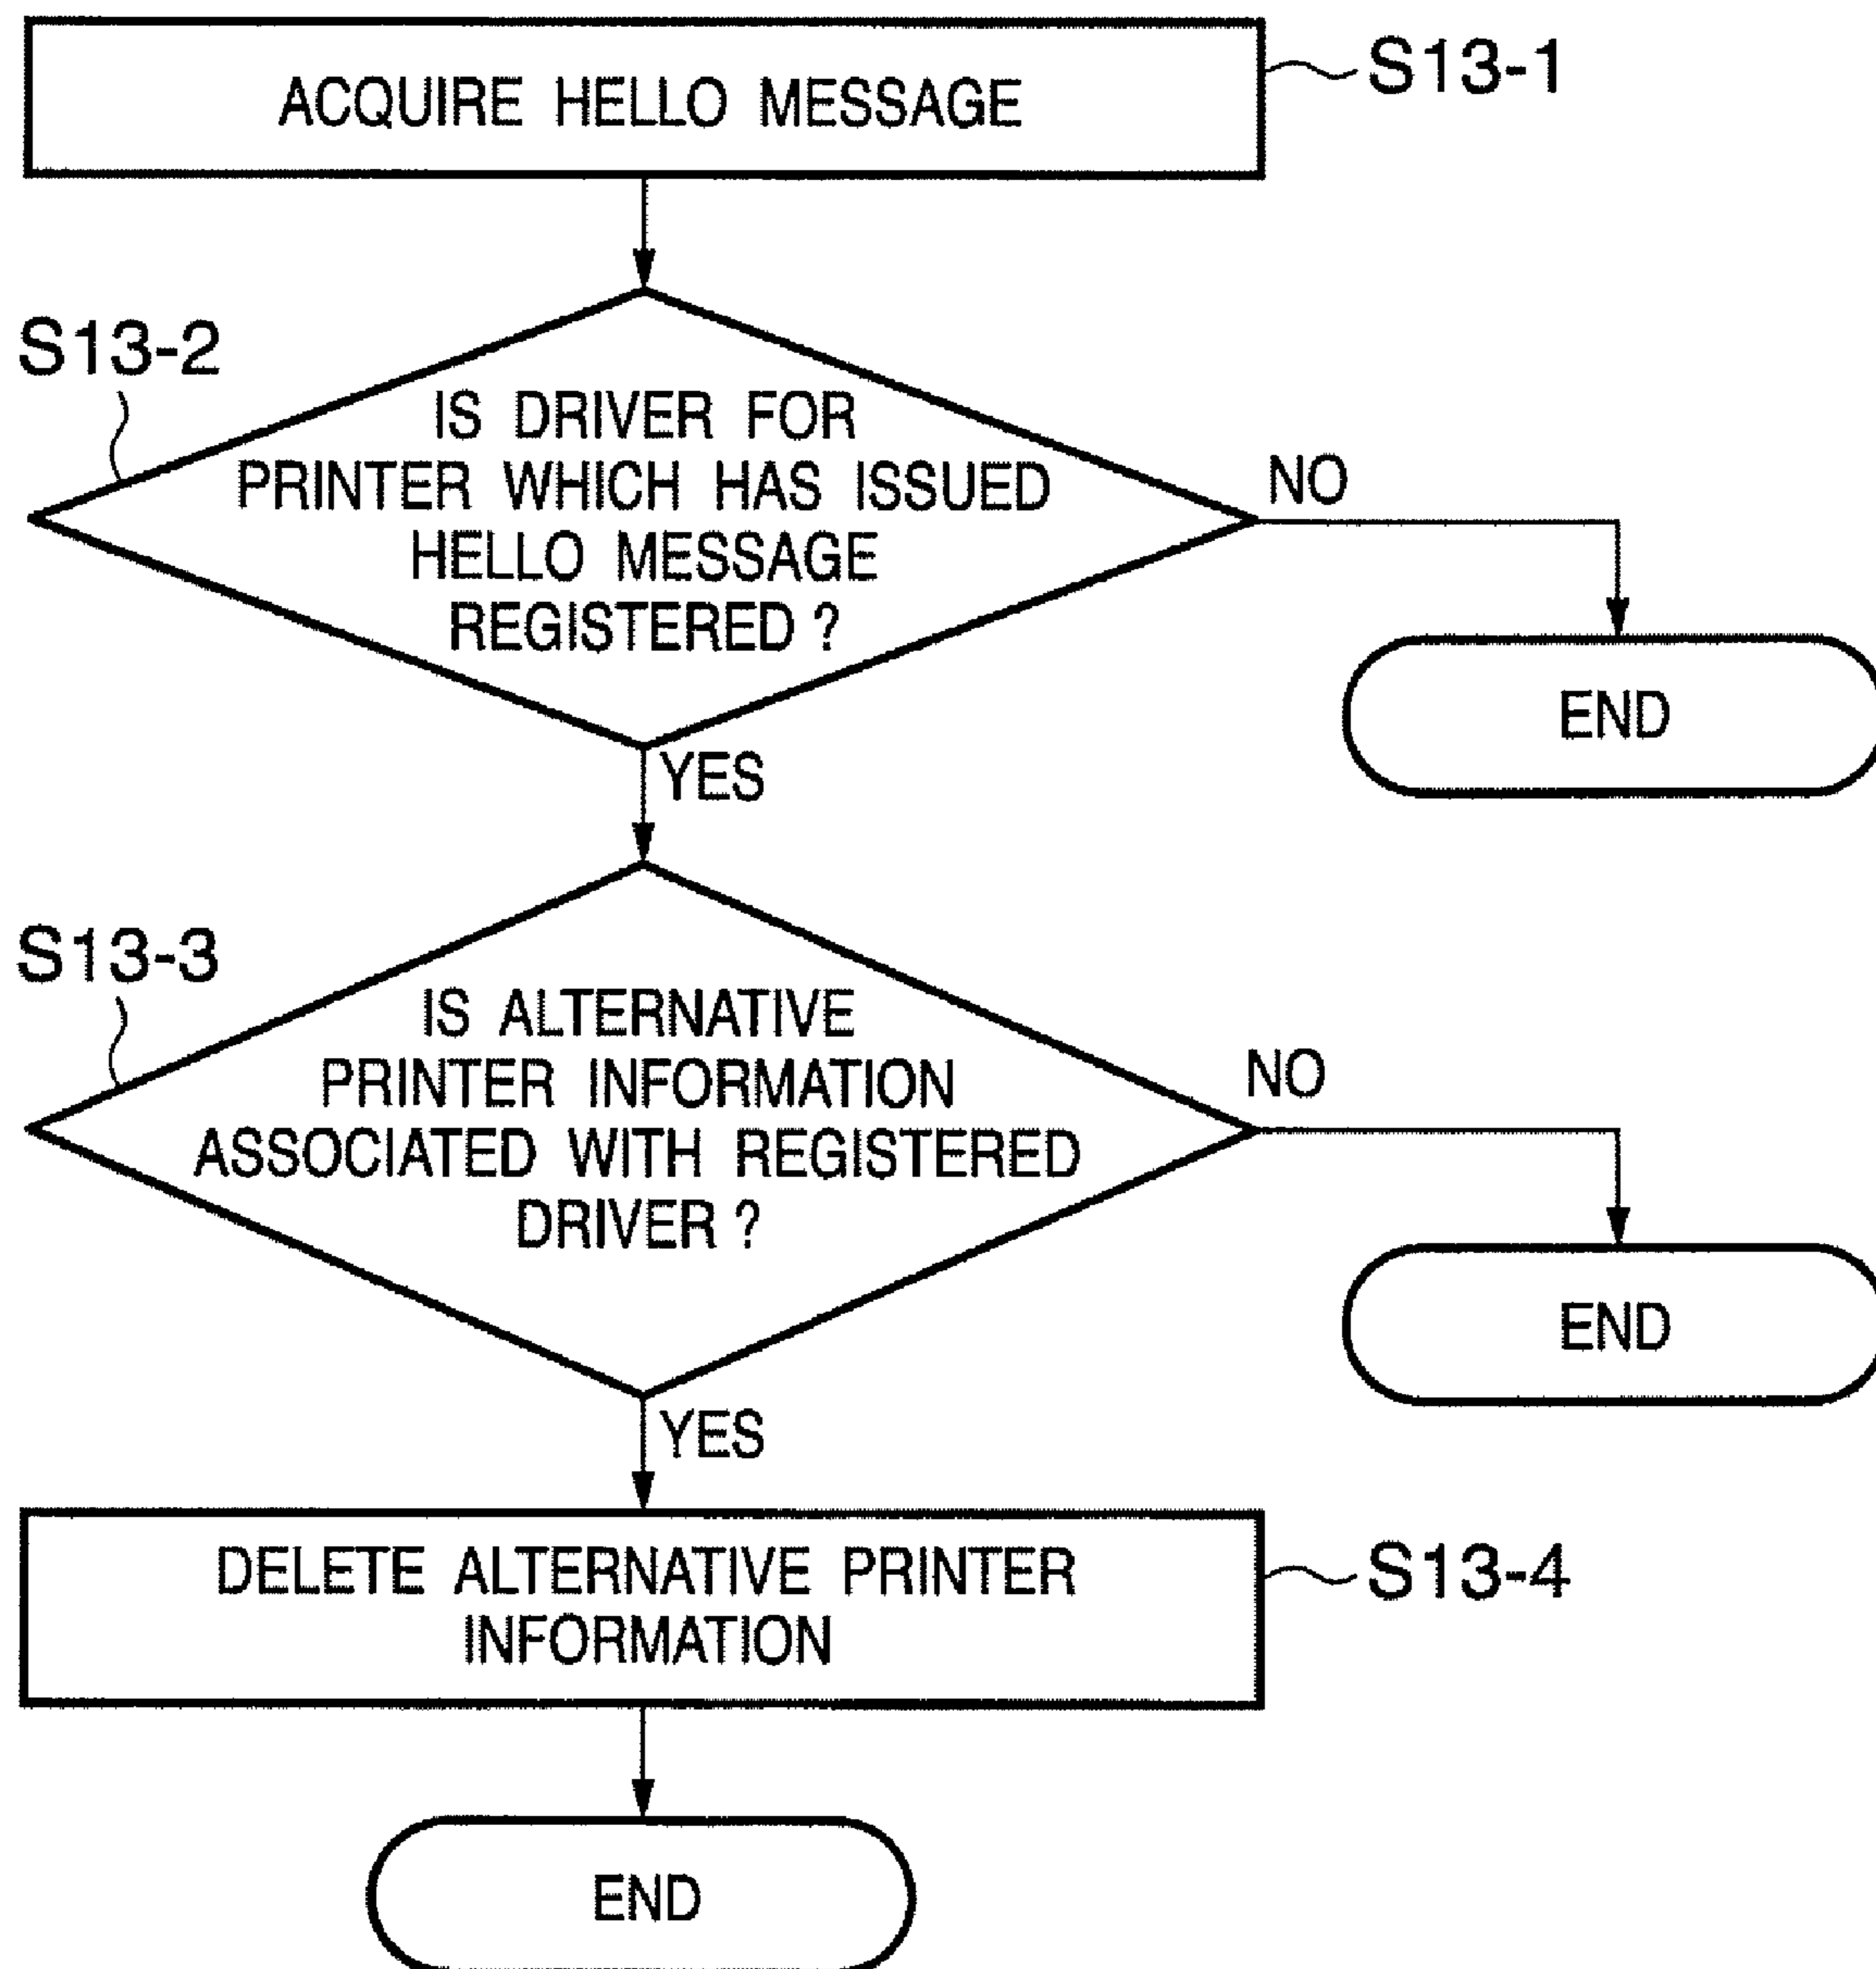 ACQUIRE HELLO MESSAGE
S13-1
S13-2
IS DRIVER FOR
PRINTER WHICH HAS ISSUED
HELLO MESSAGE
REGISTERED ?
NO
END
YES
S13-3
IS ALTERNATIVE
PRINTER INFORMATION
ASSOCIATED WITH REGISTERED
DRIVER ?
NO
END
YES
DELETE ALTERNATIVE PRINTER
INFORMATION
S13-4
END